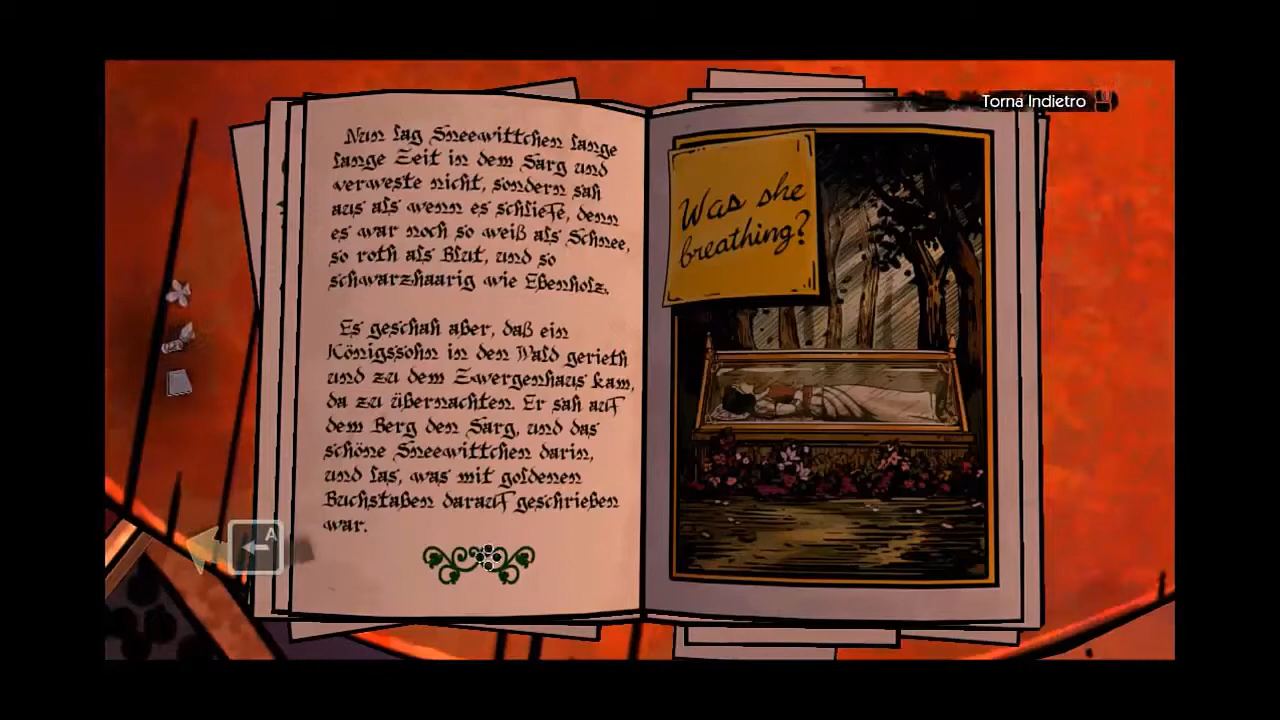 Nun lag Sneewittchen lange
lange Zeit in dem Sarg und
verweste nicht, sondern sah
aus als wenn es schliefe, denn
es war noch so weiß als Schnee,
so roth als Blut, und so
schwarzhaarig wie Ebenholz.
Es geschah aber, daß ein
Königssohn in den Wald gerieth
und zu dem Zwergenhaus kam,
da zu übernachten. Er sah auf
dem Berg den Sarg, und das
schöne Sneewittchen darin,
und las, was mit goldenen
Buchstaben darauf geschrieben
war.
Was she
breathing?
Torna Indietro
A